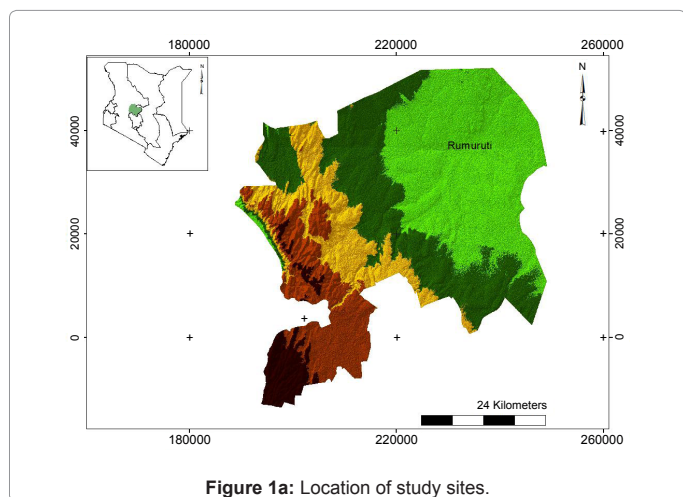 180000 220000 260000
N
N
40000 40000
Rumuruti
20000 20000
0 0
24 Kilometers
180000 220000 260000
Figure 1a: Location of study sites.